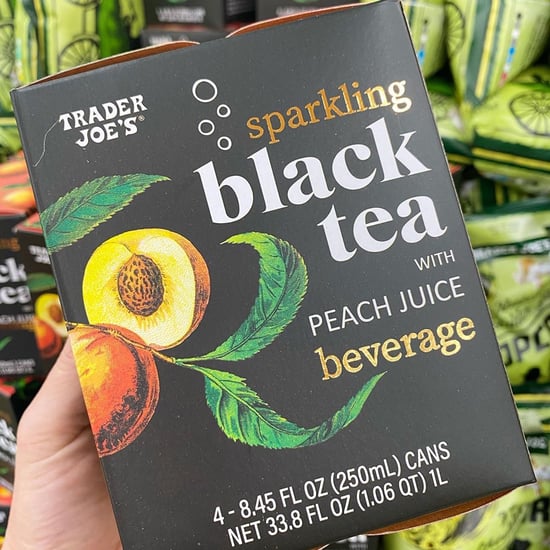 TRADER
JOE'S®
sparkling
black
tea
WITH
PEACH JUICE
beverage
4 - 8.45 FL OZ (250mL) CANS
NET 33.8 FL OZ (1.06 QT) 1L